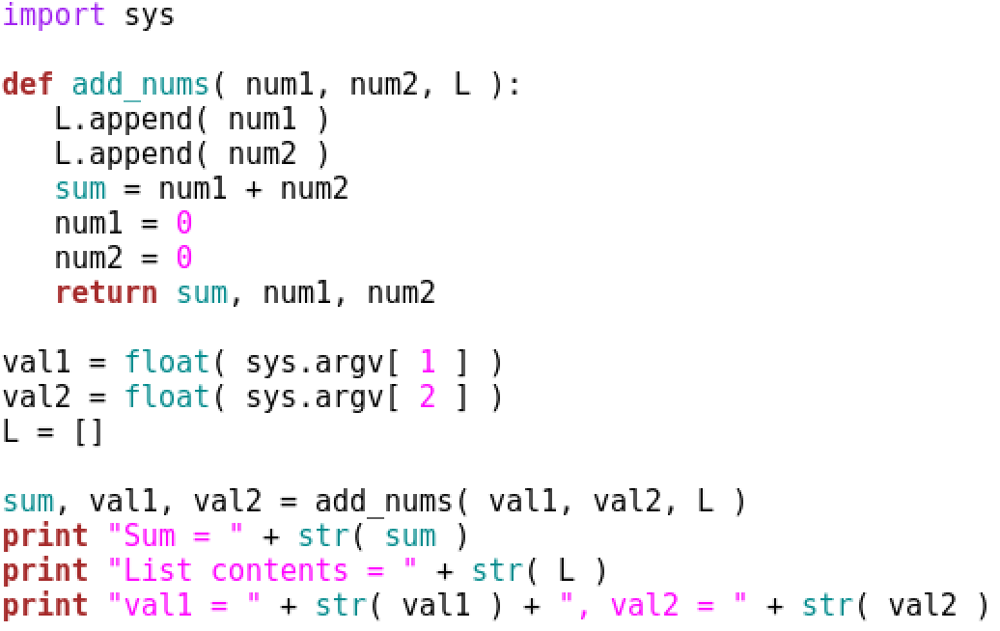 import sys

def add_nums( num1, num2, L ):
   L.append( num1 )
   L.append( num2 )
   sum = num1 + num2
   num1 = 0
   num2 = 0
   return sum, num1, num2

val1 = float( sys.argv[ 1 ] )
val2 = float( sys.argv[ 2 ] )
L = []

sum, val1, val2 = add_nums( val1, val2, L )
print "Sum = " + str( sum )
print "List contents = " + str( L )
print "val1 = " + str( val1 ) + ", val2 = " + str( val2 )